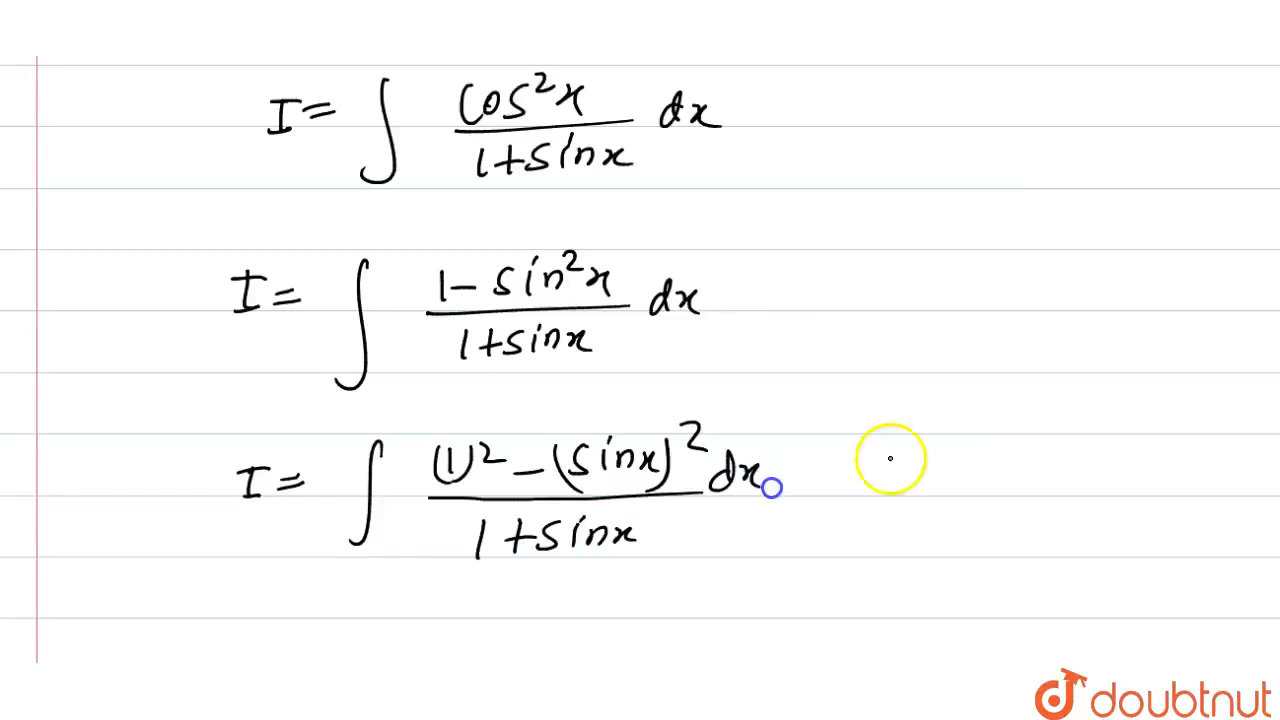 I = ∫ cos²x / 1+sinx dx
I = ∫ 1 - sin²x / 1+sinx dx
I = ∫ (1)² - (sinx)² / 1+sinx dx
doubtnut